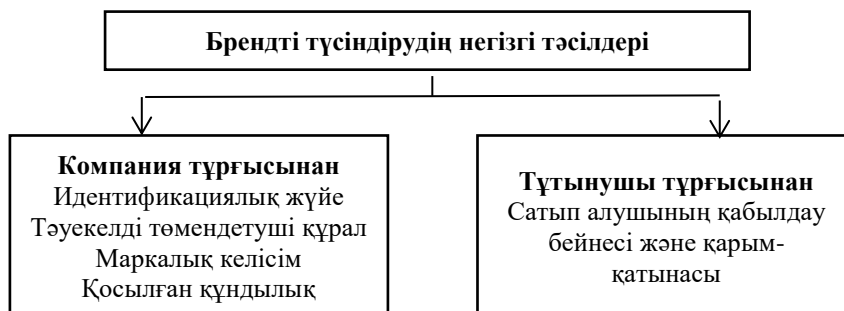 Брендті түсіндірудің негізгі тәсілдері
Компания тұрғысынан
Идентификациялық жүйе
Тәуекелді төмендетуші құрал
Маркалық келісім
Қосылған құндылық
Тұтынушы тұрғысынан
Сатып алушының қабылдау
бейнесі және қарым-
қатынасы